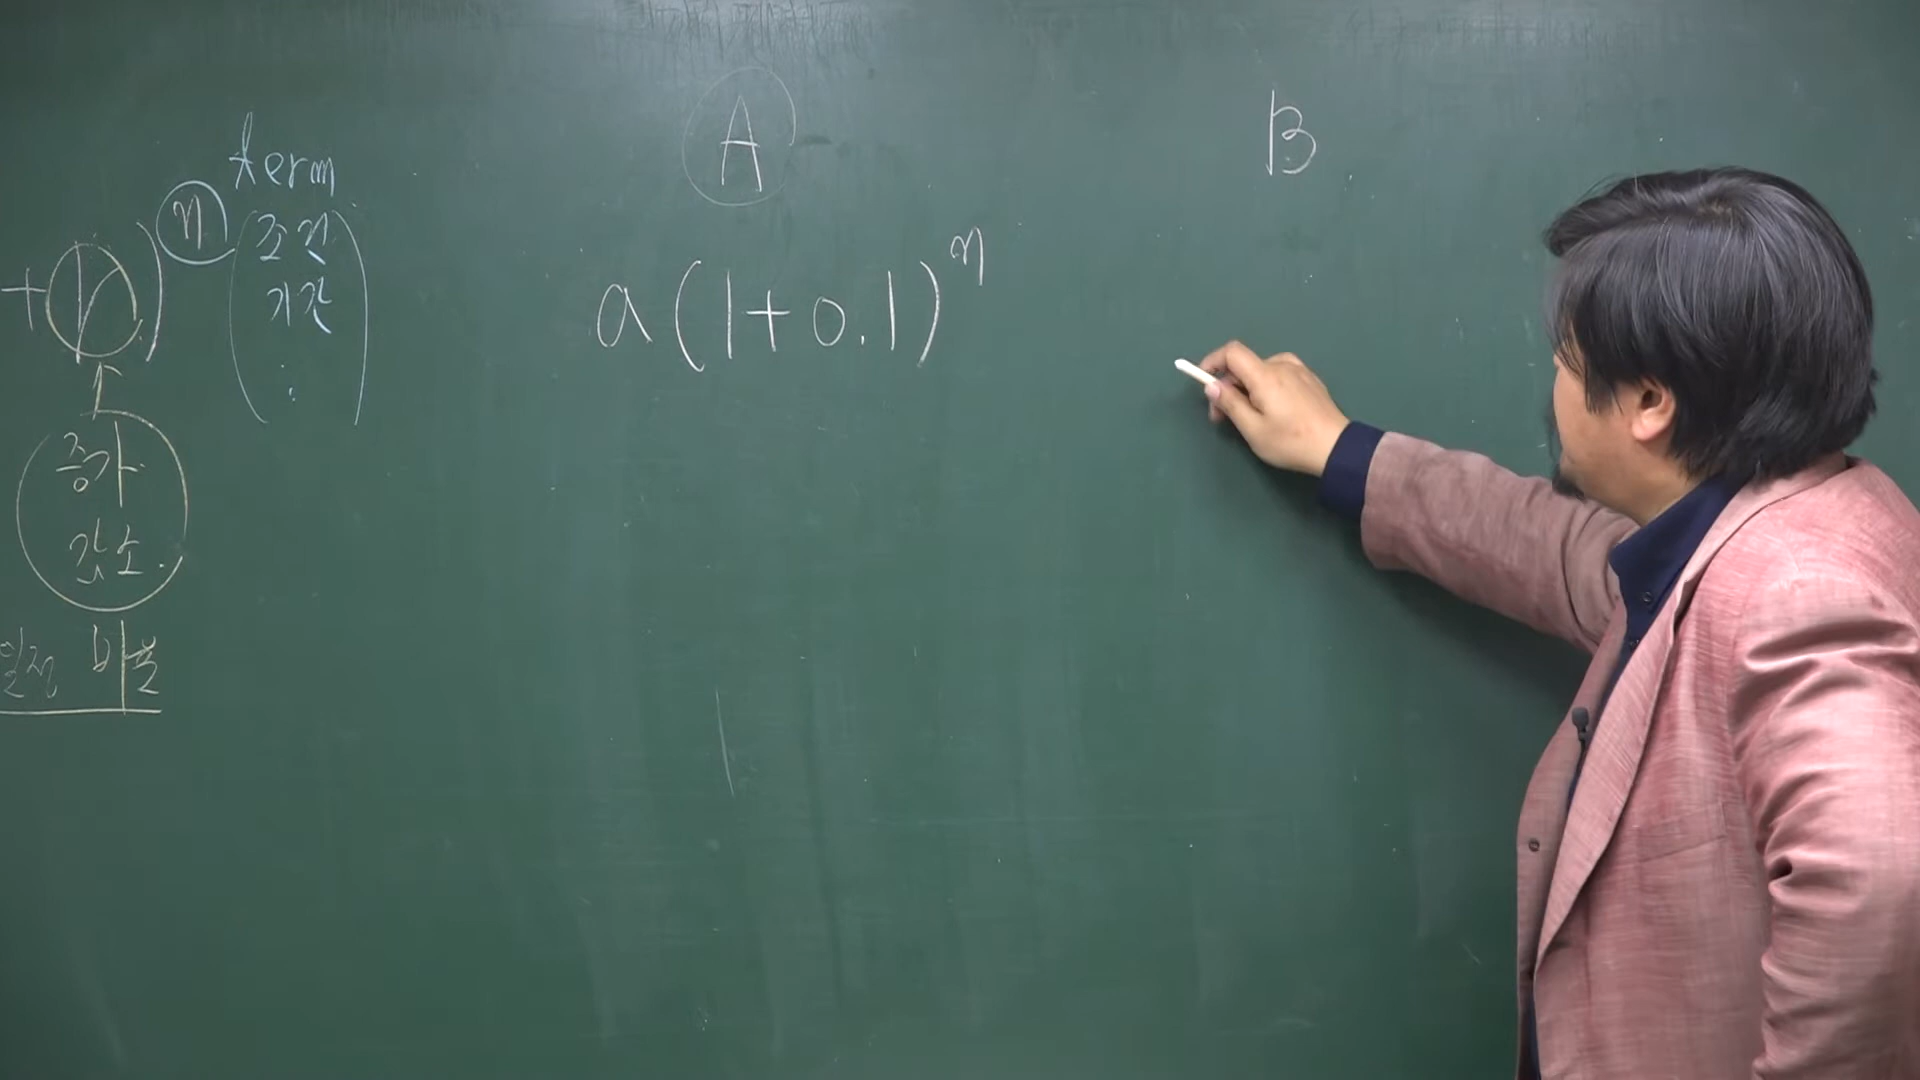 term
+r)ⁿ (조건
기간
⋮)
증가
감소.
일정 비율
A
a(1+0.1)ⁿ
B